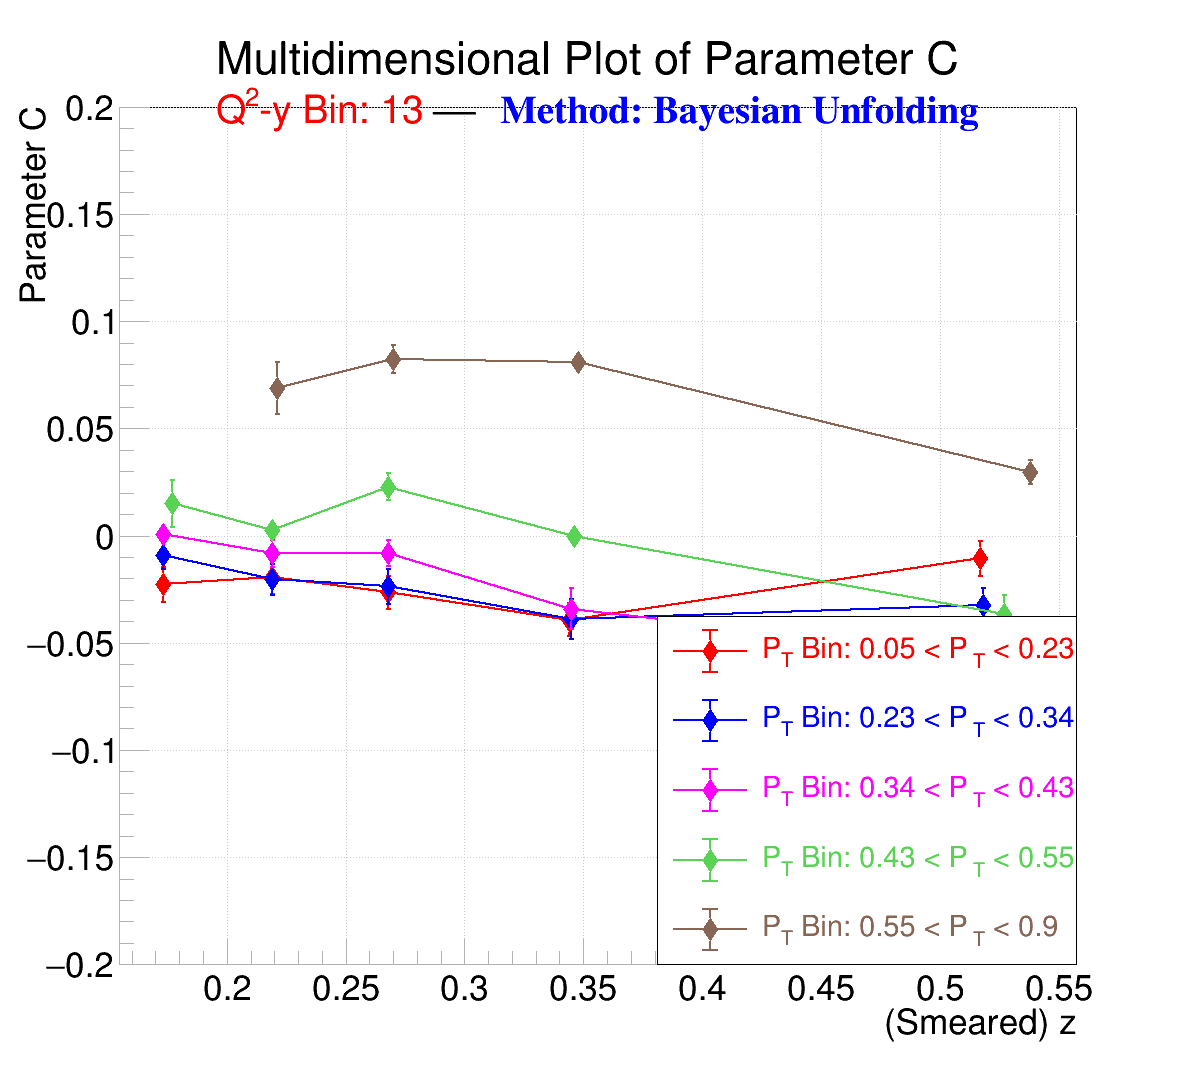 Multidimensional Plot of Parameter C
Q2-y Bin: 13 — Method: Bayesian Unfolding
Parameter C
0.2
0.15
0.1
0.05
0
−0.05
−0.1
−0.15
−0.2
PT Bin: 0.05 < PT < 0.23
PT Bin: 0.23 < PT < 0.34
PT Bin: 0.34 < PT < 0.43
PT Bin: 0.43 < PT < 0.55
PT Bin: 0.55 < PT < 0.9
0.2 0.25 0.3 0.35 0.4 0.45 0.5 0.55
(Smeared) z